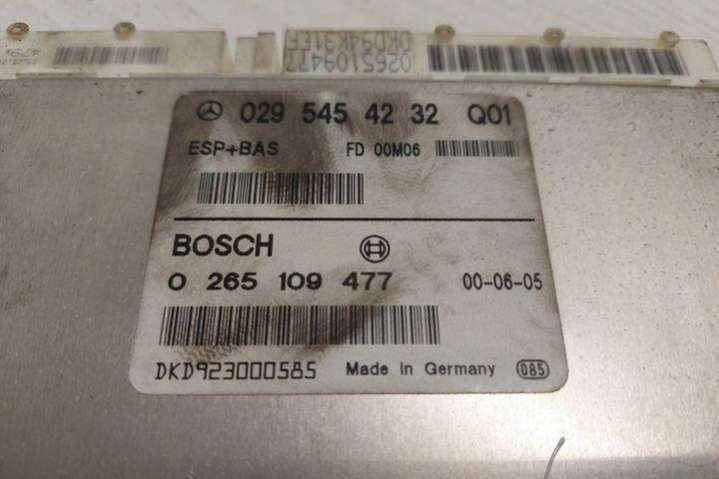 0265109477
DKD94K31EF
029 545 42 32 Q01
ESP+BAS FD 00M06
BOSCH
0 265 109 477 00-06-05
DKD923000585 Made in Germany 085